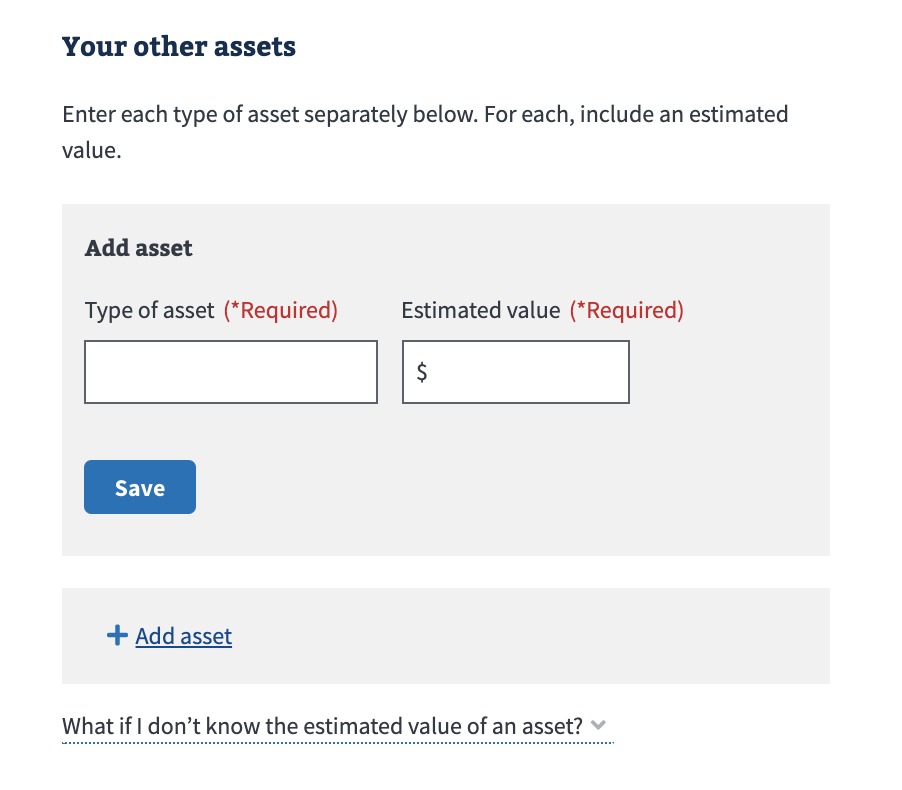 Your other assets
Enter each type of asset separately below. For each, include an estimated
value.
Add asset
Type of asset (*Required) Estimated value (*Required)
$
Save
Add asset
What if I don’t know the estimated value of an asset?